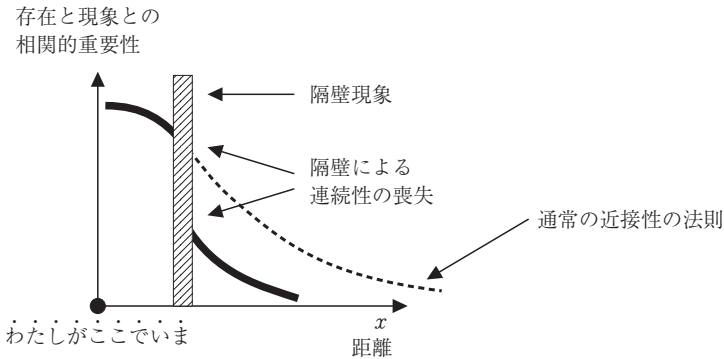 存在と現象との
相関的重要性
隔壁現象
隔壁による
連続性の喪失
通常の近接性の法則
x
距離
わたしがここでいま